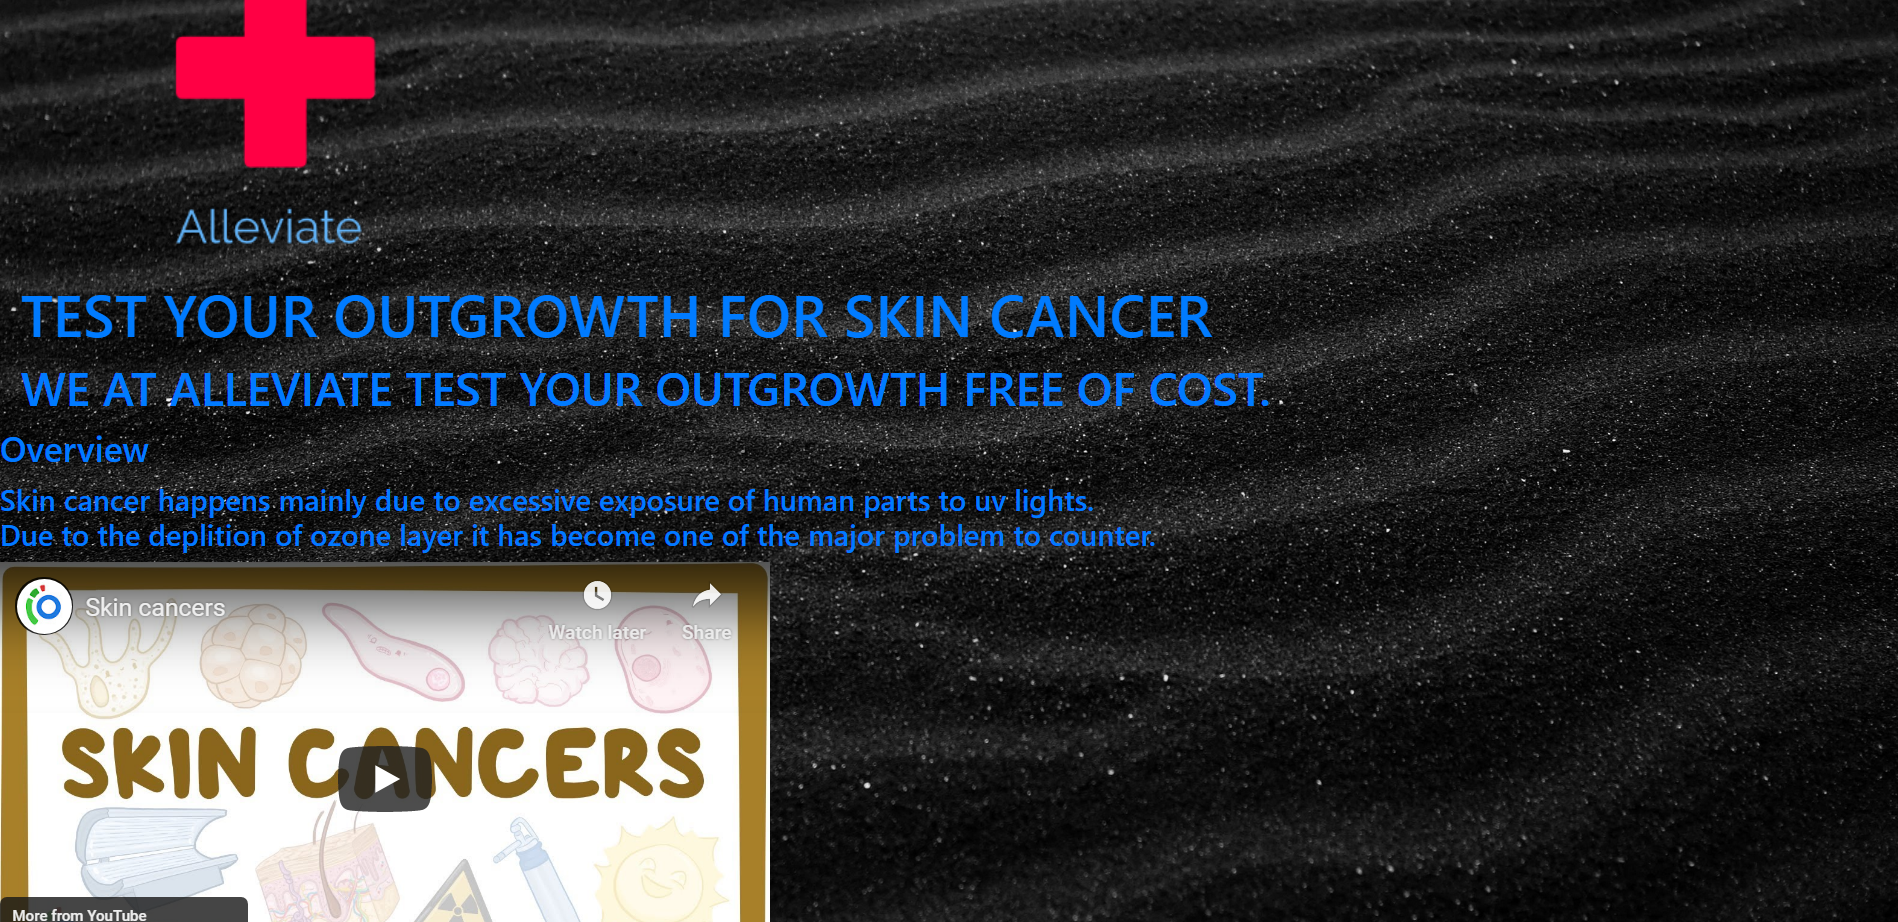 Alleviate
TEST YOUR OUTGROWTH FOR SKIN CANCER
WE AT ALLEVIATE TEST YOUR OUTGROWTH FREE OF COST.
Overview
Skin cancer happens mainly due to excessive exposure of human parts to uv lights.
Due to the deplition of ozone layer it has become one of the major problem to counter.
Skin cancers
Watch later
Share
SKIN CANCERS
More from YouTube